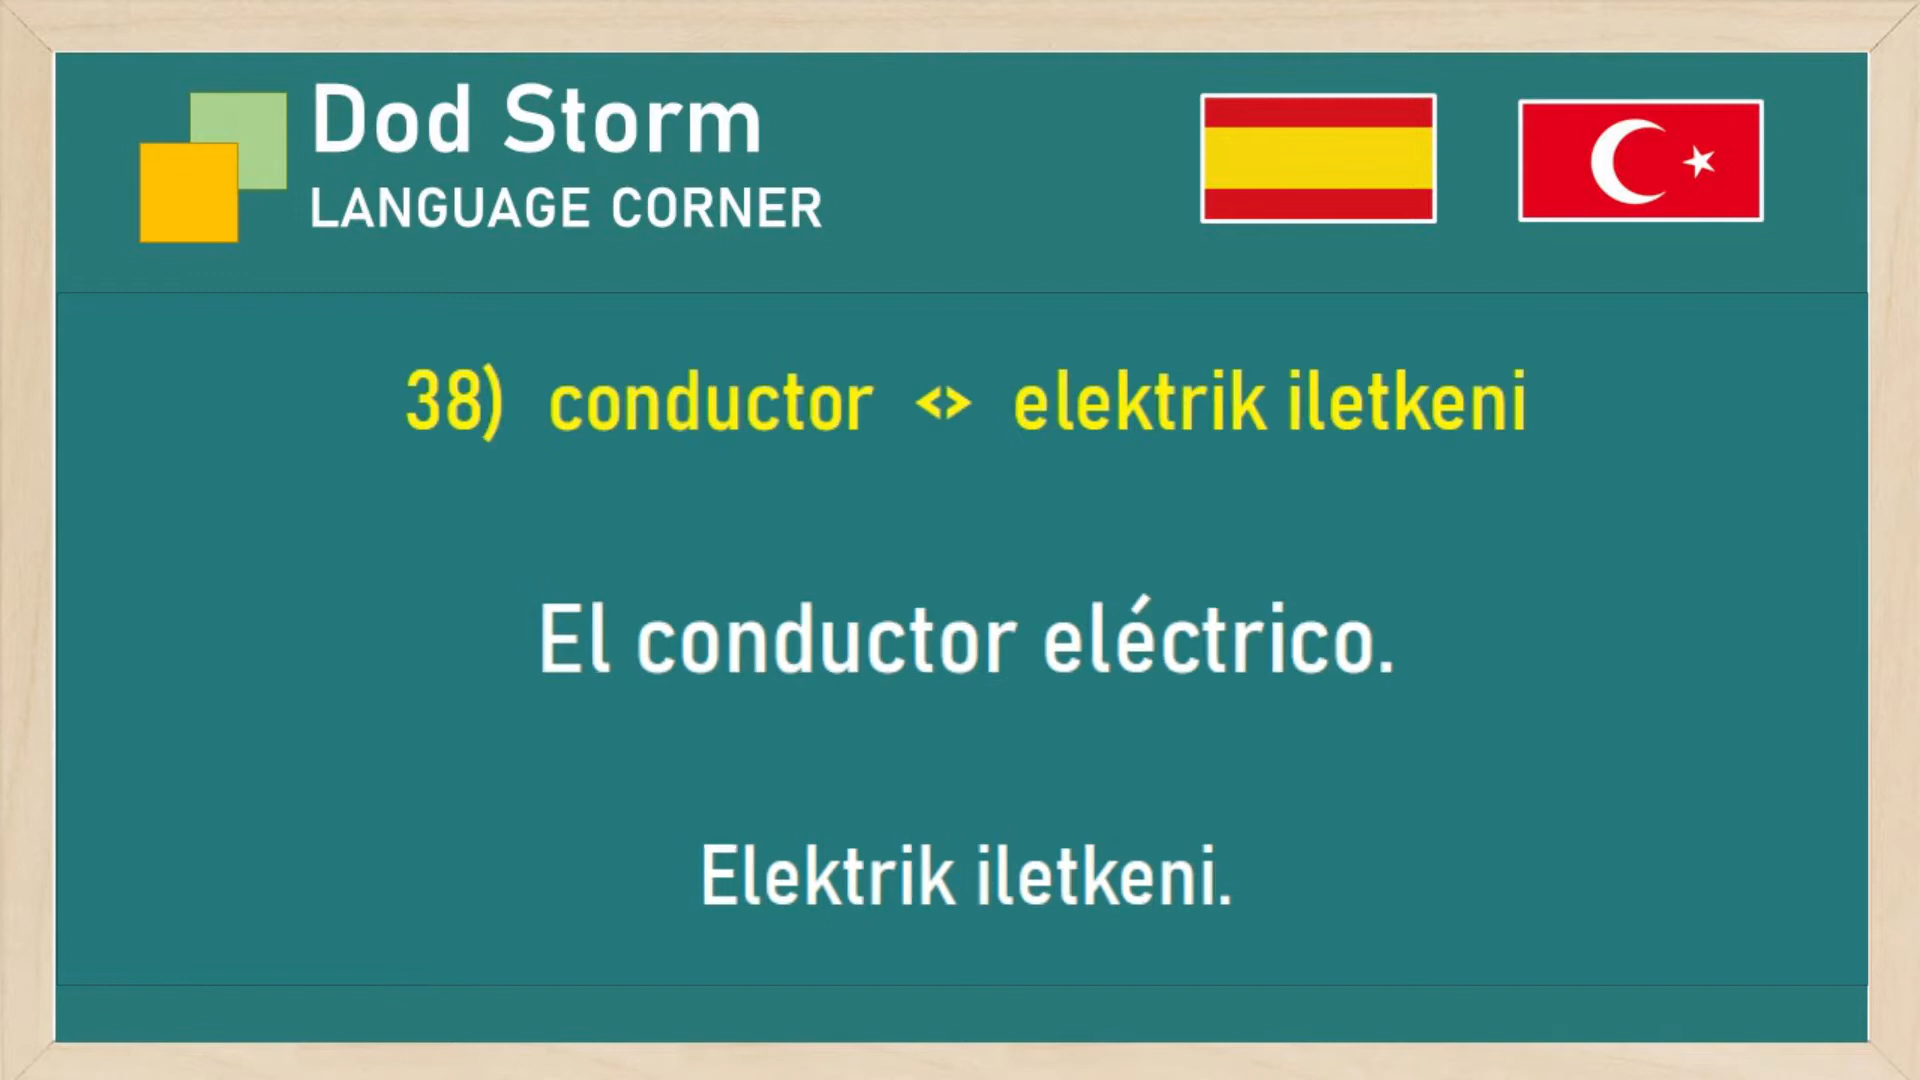 Dod Storm
LANGUAGE CORNER
38) conductor <> elektrik iletkeni
El conductor eléctrico.
Elektrik iletkeni.